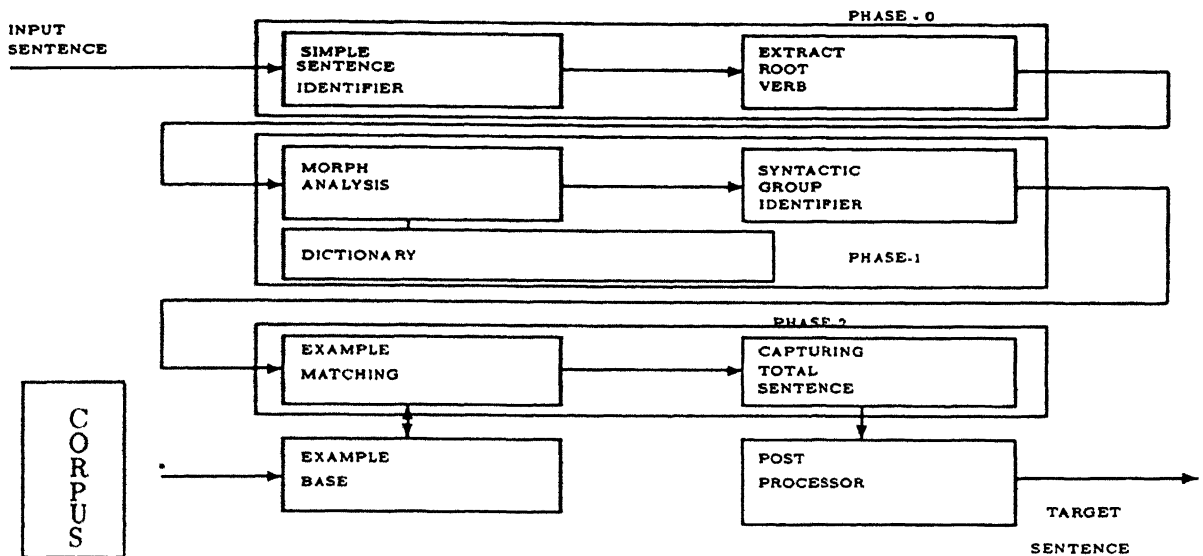 PHASE - 0
INPUT
SENTENCE
SIMPLE
SENTENCE
IDENTIFIER
EXTRACT
ROOT
VERB
MORPH
ANALYSIS
SYNTACTIC
GROUP
IDENTIFIER
DICTIONARY
PHASE-1
PHASE-2
EXAMPLE
MATCHING
CAPTURING
TOTAL
SENTENCE
CORPUS
EXAMPLE
BASE
POST
PROCESSOR
TARGET
SENTENCE